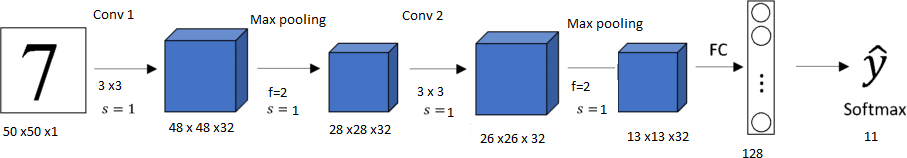 Conv 1
Max pooling
Conv 2
Max pooling
7
3 x3
s = 1
f=2
s = 1
3 x 3
s = 1
f=2
s = 1
FC
ŷ
Softmax
50 x50 x1
48 x 48 x32
28 x28 x32
26 x26 x 32
13 x13 x32
128
11